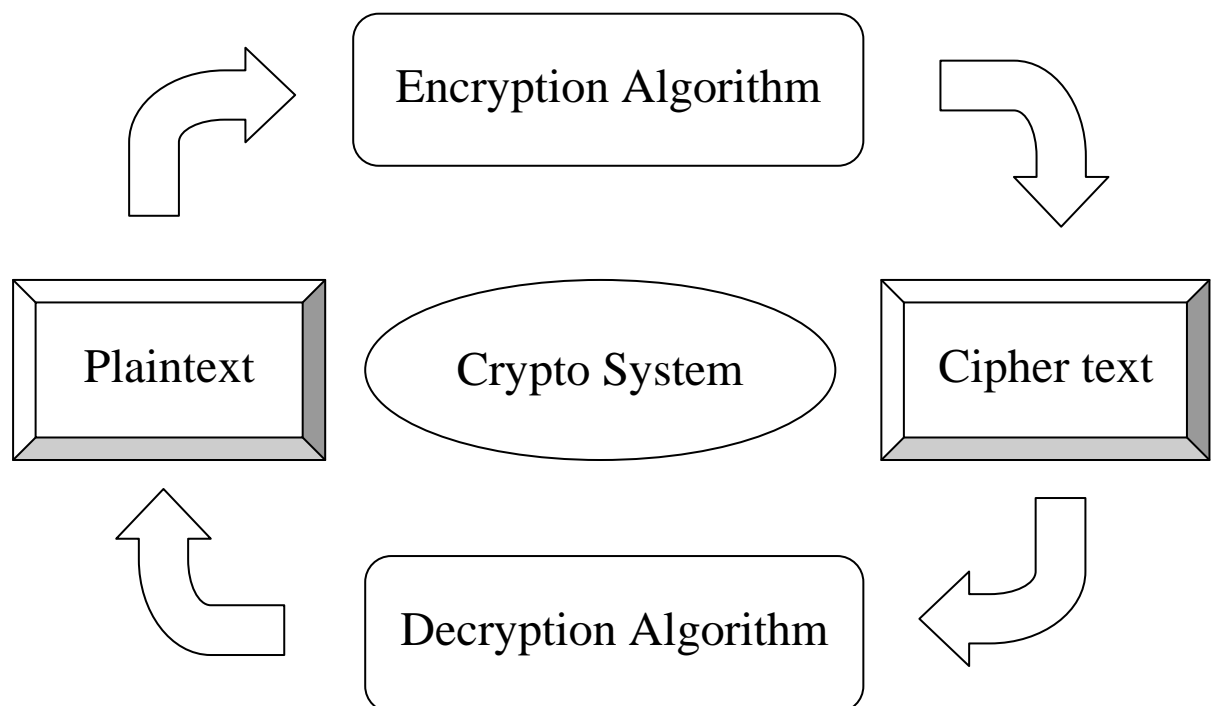 Encryption Algorithm
Plaintext
Crypto System
Cipher text
Decryption Algorithm